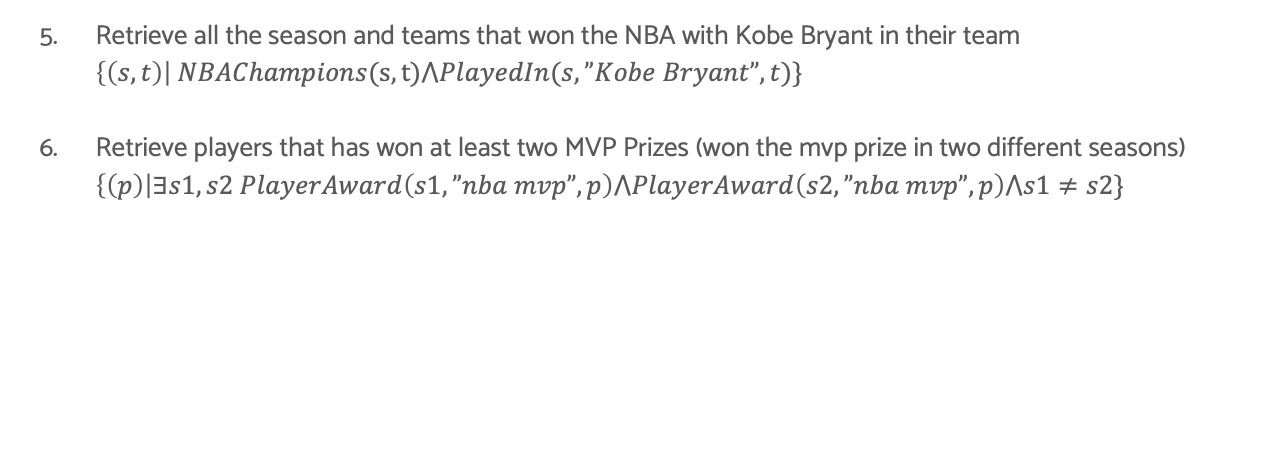 5. Retrieve all the season and teams that won the NBA with Kobe Bryant in their team
{(s, t)| NBAChampions(s, t)⋀PlayedIn(s, ”Kobe Bryant”, t)}
6. Retrieve players that has won at least two MVP Prizes (won the mvp prize in two different seasons)
{(p)|∃s1, s2 PlayerAward(s1, ”nba mvp”, p)⋀PlayerAward(s2, ”nba mvp”, p)⋀s1 ≠ s2}